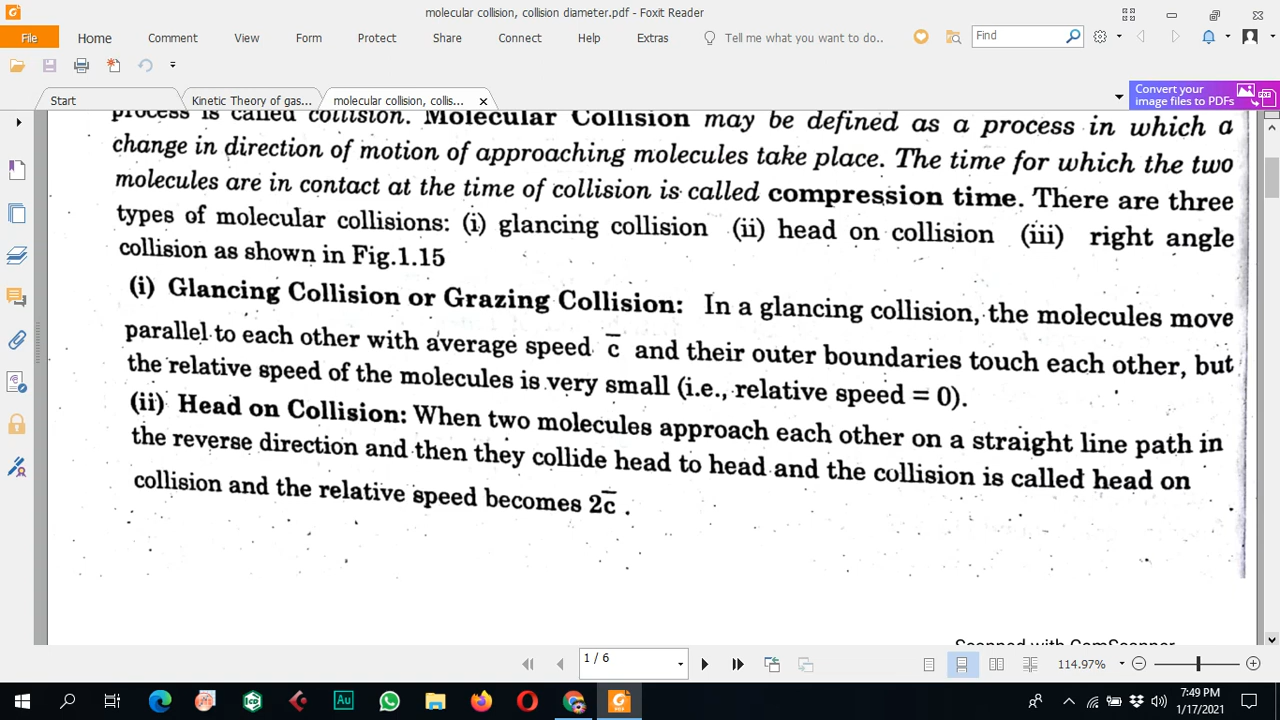 molecular collision, collision diameter.pdf - Foxit Reader
File Home Comment View Form Protect Share Connect Help Extras Tell me what you want to do.. Find
Start Kinetic Theory of gas... molecular collision, collis... ×
Convert your
image files to PDFs
process is called collision. Molecular Collision may be defined as a process in which a
change in direction of motion of approaching molecules take place. The time for which the two
molecules are in contact at the time of collision is called compression time. There are three
types of molecular collisions: (i) glancing collision (ii) head on collision (iii) right angle
collision as shown in Fig.1.15
(i) Glancing Collision or Grazing Collision: In a glancing collision, the molecules move
parallel to each other with average speed c̅ and their outer boundaries touch each other, but
the relative speed of the molecules is very small (i.e., relative speed = 0).
(ii) Head on Collision: When two molecules approach each other on a straight line path in
the reverse direction and then they collide head to head and the collision is called head on
collision and the relative speed becomes 2c̅ .
Scanned with CamScanner
1 / 6
114.97%
Au
PDF
7:49 PM
1/17/2021